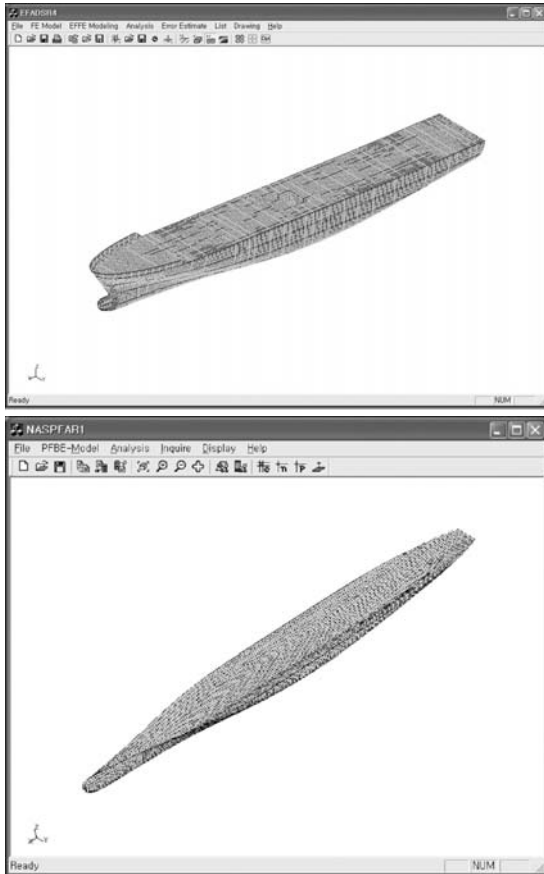 EFADSR4
File FE Model EFFE Modeling Analysis Error Estimate List Drawing Help
Ready NUM
NASPFAR1
File PFBE-Model Analysis Inquire Display Help
Ready NUM